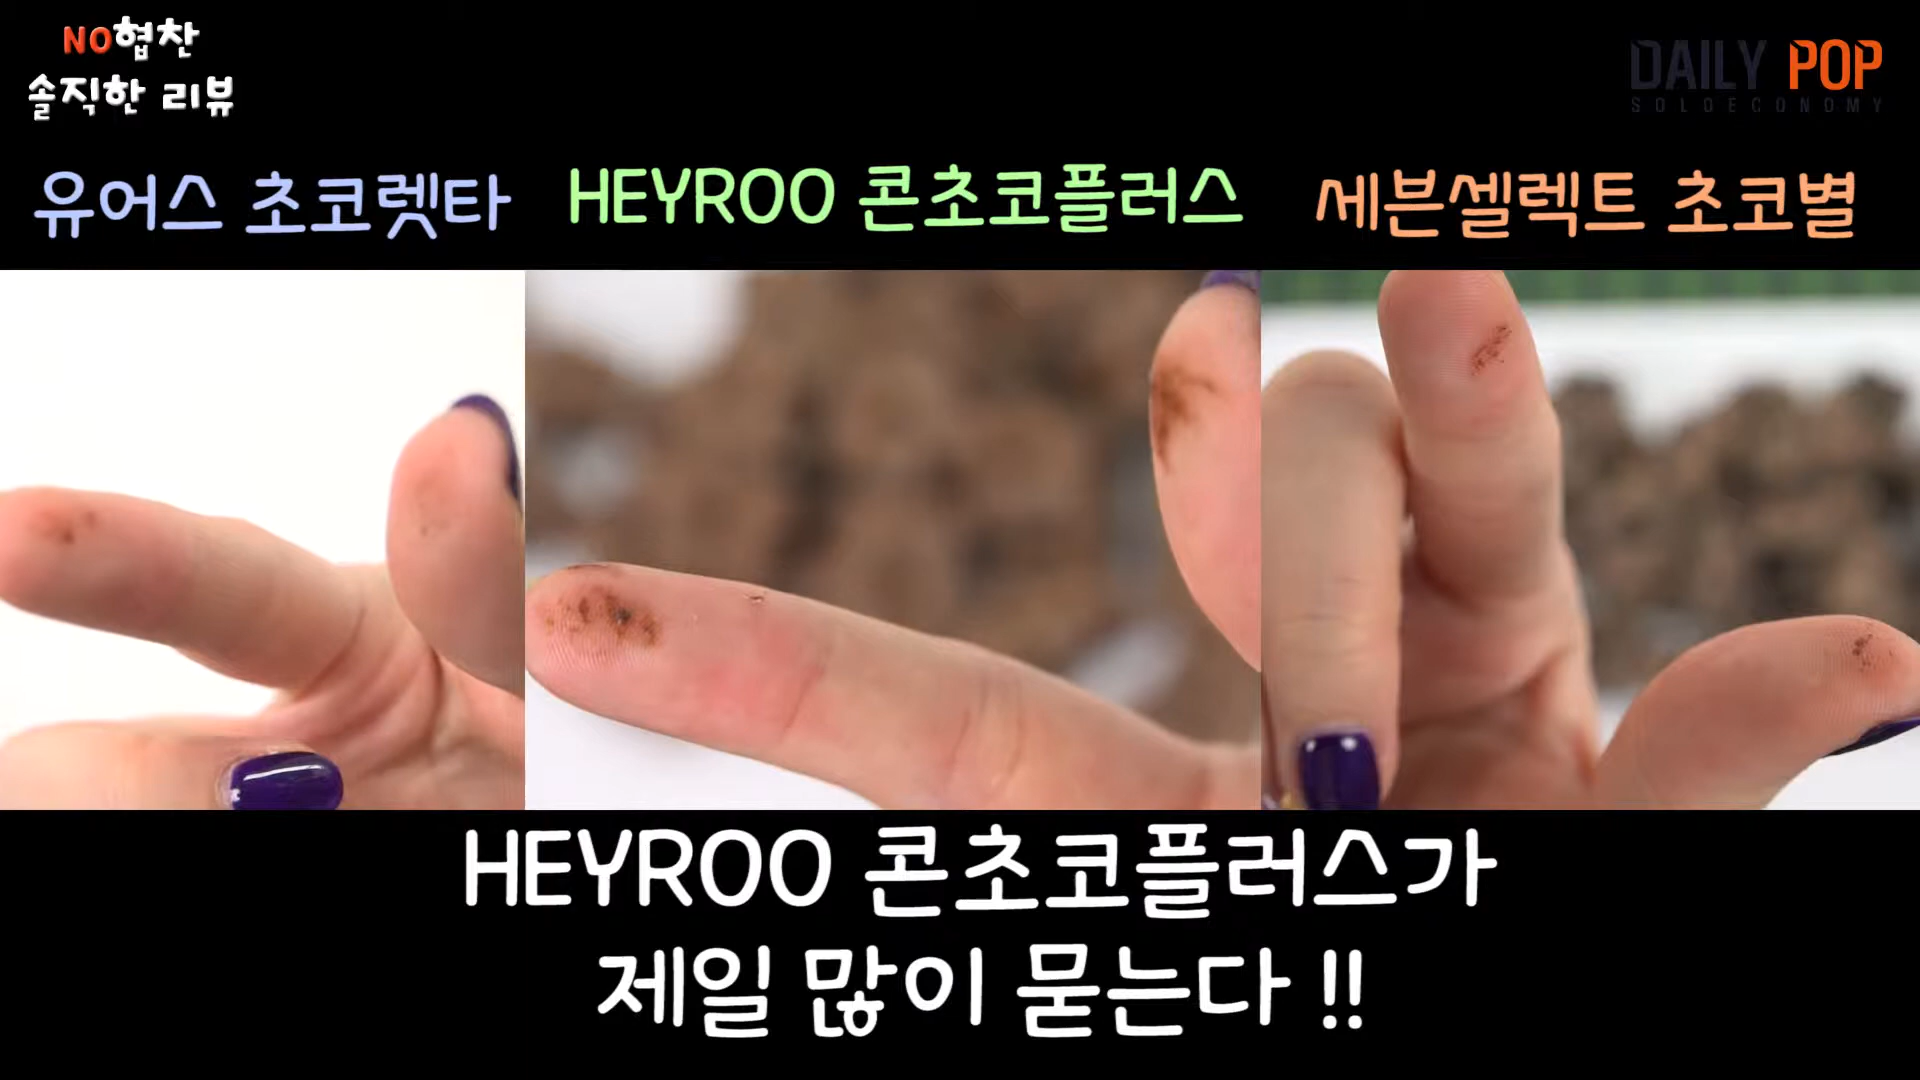 NO협찬
솔직한 리뷰
DAILY POP
SOLOECONOMY
유어스 초코렛타
HEYROO 콘초코플러스
세븐셀렉트 초코별
HEYROO 콘초코플러스가
제일 많이 묻는다 !!